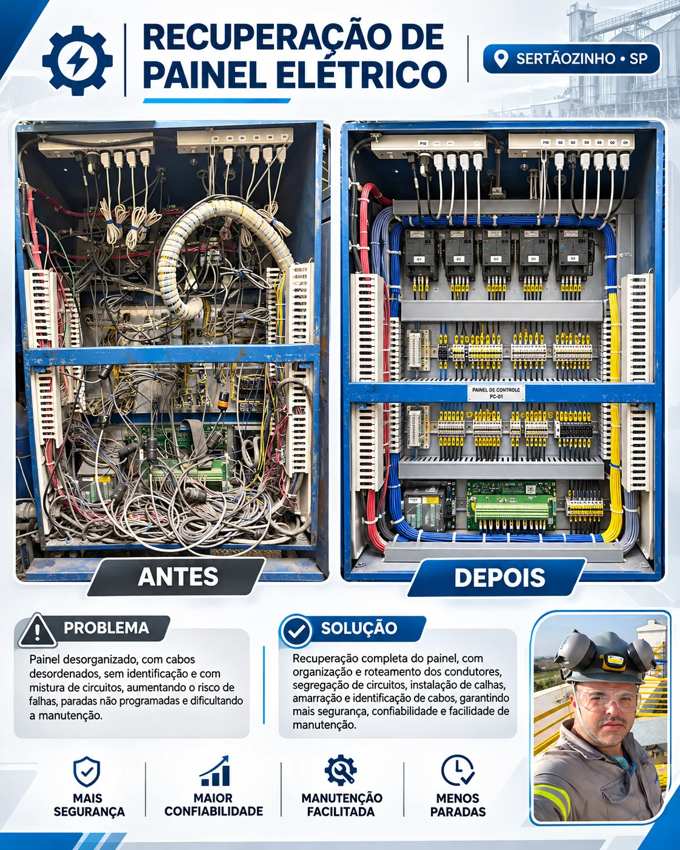 RECUPERAÇÃO DE
PAINEL ELÉTRICO
SERTÃOZINHO • SP
PAINEL DE CONTROLE
PC-01
ANTES
DEPOIS
PROBLEMA
Painel desorganizado, com cabos
desordenados, sem identificação e com
mistura de circuitos, aumentando o risco de
falhas, paradas não programadas e dificultando
a manutenção.
SOLUÇÃO
Recuperação completa do painel, com
organização e roteamento dos condutores,
segregação de circuitos, instalação de calhas,
amarração e identificação de cabos, garantindo
mais segurança, confiabilidade e facilidade de
manutenção.
MAIS
SEGURANÇA
MAIOR
CONFIABILIDADE
MANUTENÇÃO
FACILITADA
MENOS
PARADAS